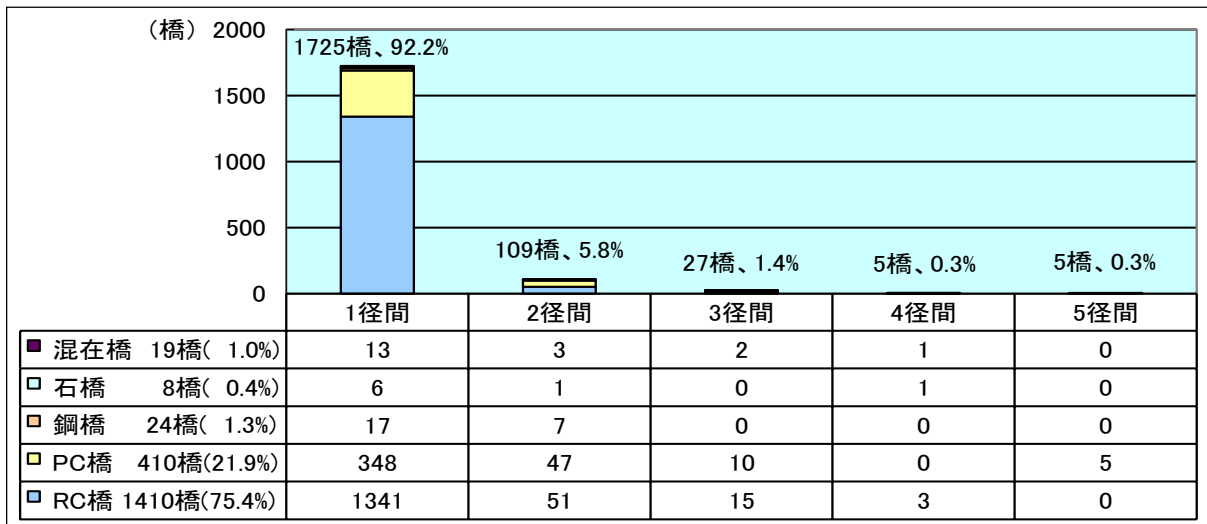 （橋） 2000
1725橋、92.2%
1500
1000
500
109橋、5.8%
27橋、1.4%
5橋、0.3%
5橋、0.3%
0
1径間 2径間 3径間 4径間 5径間
混在橋 19橋( 1.0%) 13 3 2 1 0
石橋 8橋( 0.4%) 6 1 0 1 0
鋼橋 24橋( 1.3%) 17 7 0 0 0
PC橋 410橋(21.9%) 348 47 10 0 5
RC橋 1410橋(75.4%) 1341 51 15 3 0